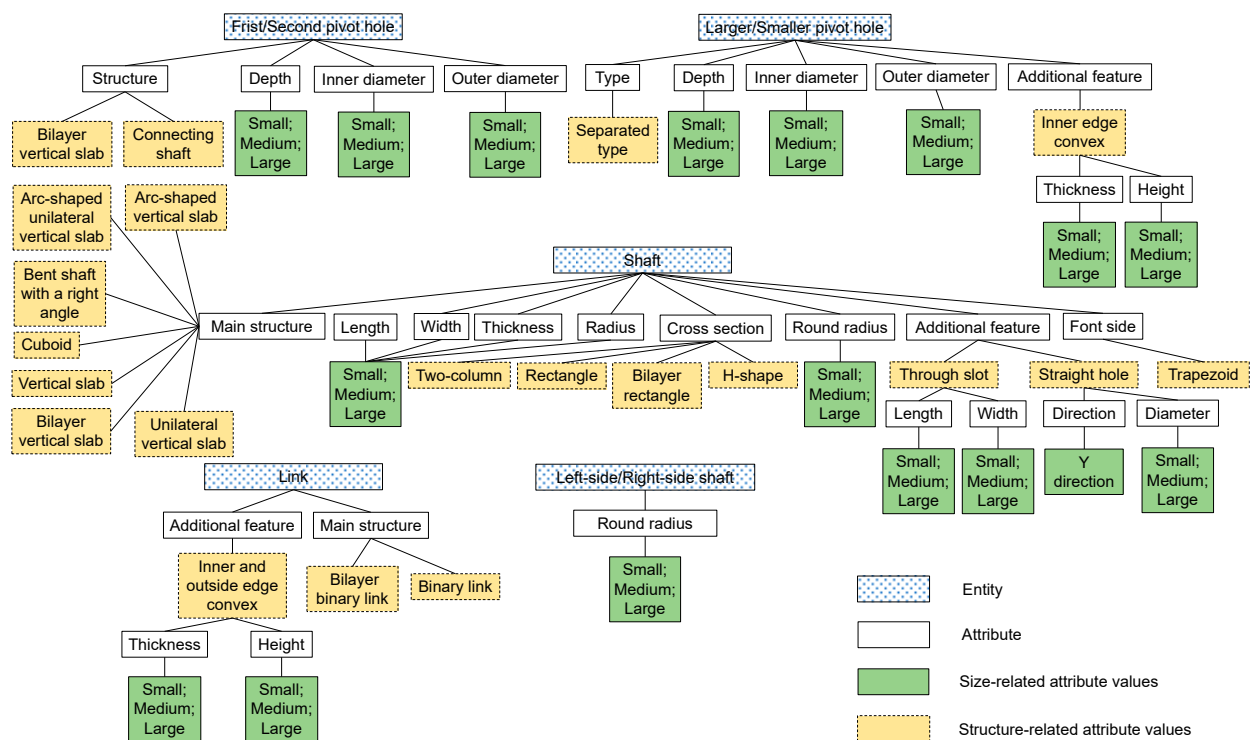 Frist/Second pivot hole
Larger/Smaller pivot hole
Structure
Depth
Inner diameter
Outer diameter
Type
Depth
Inner diameter
Outer diameter
Additional feature
Bilayer
vertical slab
Connecting
shaft
Small;
Medium;
Large
Small;
Medium;
Large
Small;
Medium;
Large
Separated
type
Small;
Medium;
Large
Small;
Medium;
Large
Small;
Medium;
Large
Inner edge
convex
Thickness
Height
Small;
Medium;
Large
Small;
Medium;
Large
Arc-shaped
unilateral
vertical slab
Arc-shaped
vertical slab
Bent shaft
with a right
angle
Cuboid
Vertical slab
Bilayer
vertical slab
Unilateral
vertical slab
Shaft
Main structure
Length
Width
Thickness
Radius
Cross section
Round radius
Additional feature
Font side
Small;
Medium;
Large
Two-column
Rectangle
Bilayer
rectangle
H-shape
Small;
Medium;
Large
Through slot
Straight hole
Trapezoid
Length
Width
Direction
Diameter
Small;
Medium;
Large
Small;
Medium;
Large
Y
direction
Small;
Medium;
Large
Link
Additional feature
Main structure
Inner and
outside edge
convex
Bilayer
binary link
Binary link
Thickness
Height
Small;
Medium;
Large
Small;
Medium;
Large
Left-side/Right-side shaft
Round radius
Small;
Medium;
Large
Entity
Attribute
Size-related attribute values
Structure-related attribute values